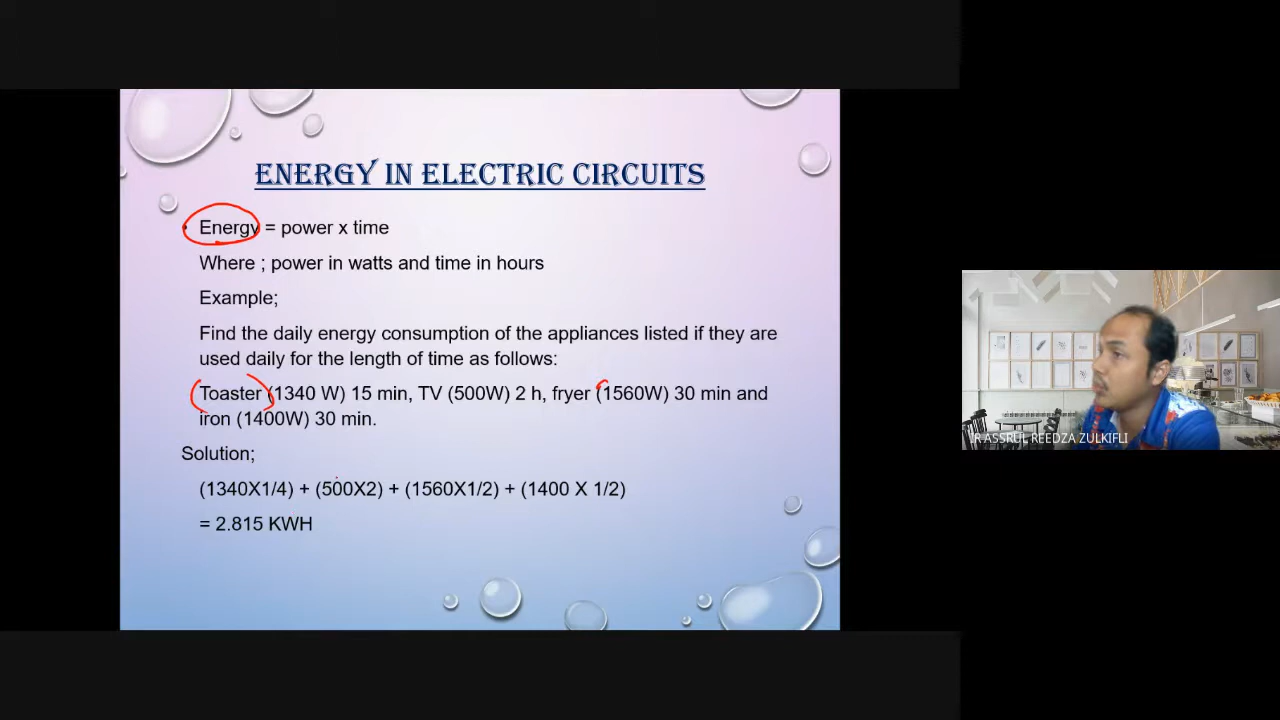 ENERGY IN ELECTRIC CIRCUITS
• Energy = power x time
Where ; power in watts and time in hours
Example;
Find the daily energy consumption of the appliances listed if they are
used daily for the length of time as follows:
Toaster (1340 W) 15 min, TV (500W) 2 h, fryer (1560W) 30 min and
iron (1400W) 30 min.
Solution;
(1340X1/4) + (500X2) + (1560X1/2) + (1400 X 1/2)
= 2.815 KWH
ASSRUL REEDZA ZULKIFLI